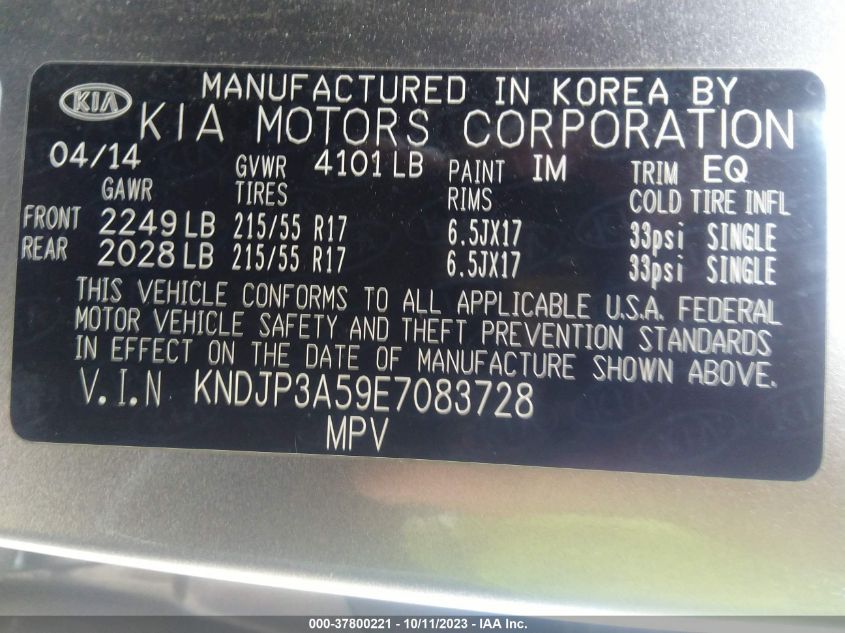 KIA MANUFACTURED IN KOREA BY
KIA MOTORS CORPORATION
04/14 GVWR 4101 LB PAINT IM TRIM EQ
GAWR TIRES RIMS COLD TIRE INFL
FRONT 2249 LB 215/55 R17 6.5JX17 33psi SINGLE
REAR 2028 LB 215/55 R17 6.5JX17 33psi SINGLE
THIS VEHICLE CONFORMS TO ALL APPLICABLE U.S.A. FEDERAL
MOTOR VEHICLE SAFETY AND THEFT PREVENTION STANDARDS
IN EFFECT ON THE DATE OF MANUFACTURE SHOWN ABOVE.
V.I.N KNDJP3A59E7083728
MPV
000-37800221 - 10/11/2023 - IAA Inc.